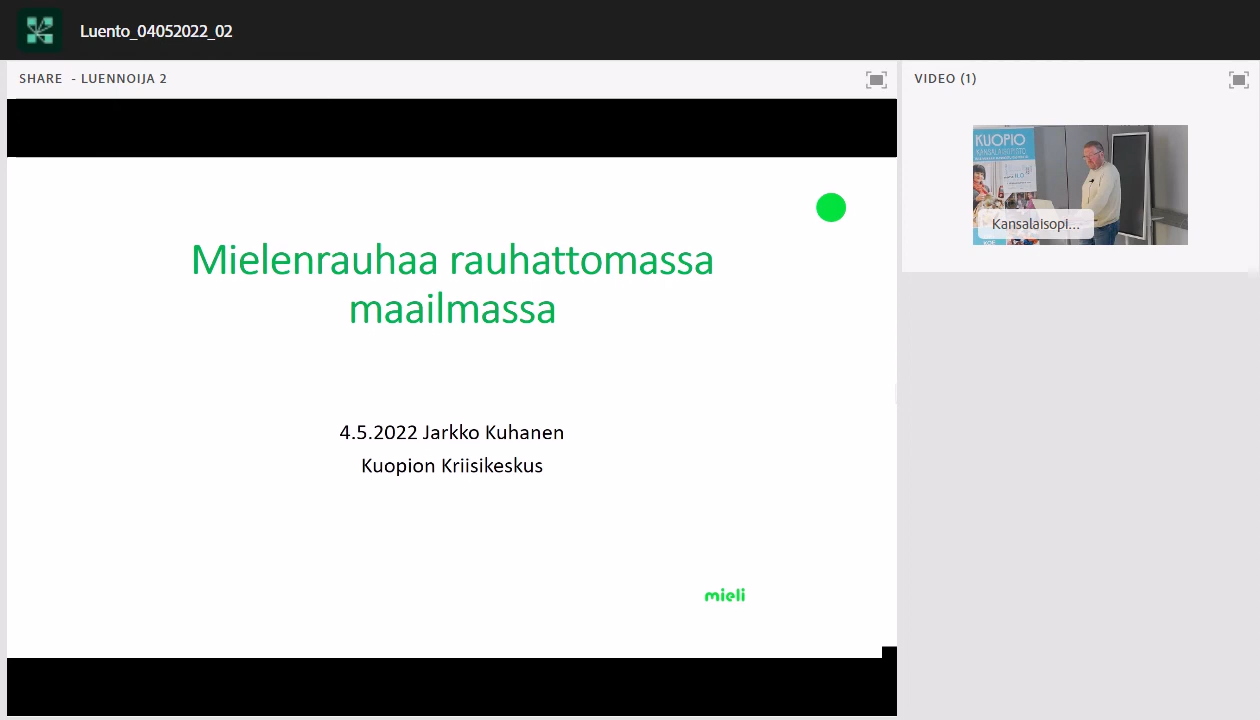 Luento_04052022_02
SHARE - LUENNOIJA 2
VIDEO (1)
Mielenrauhaa rauhattomassa
maailmassa
4.5.2022 Jarkko Kuhanen
Kuopion Kriisikeskus
mieli
KUOPIO
KANSALAISOPISTO
Kansalaisopi...